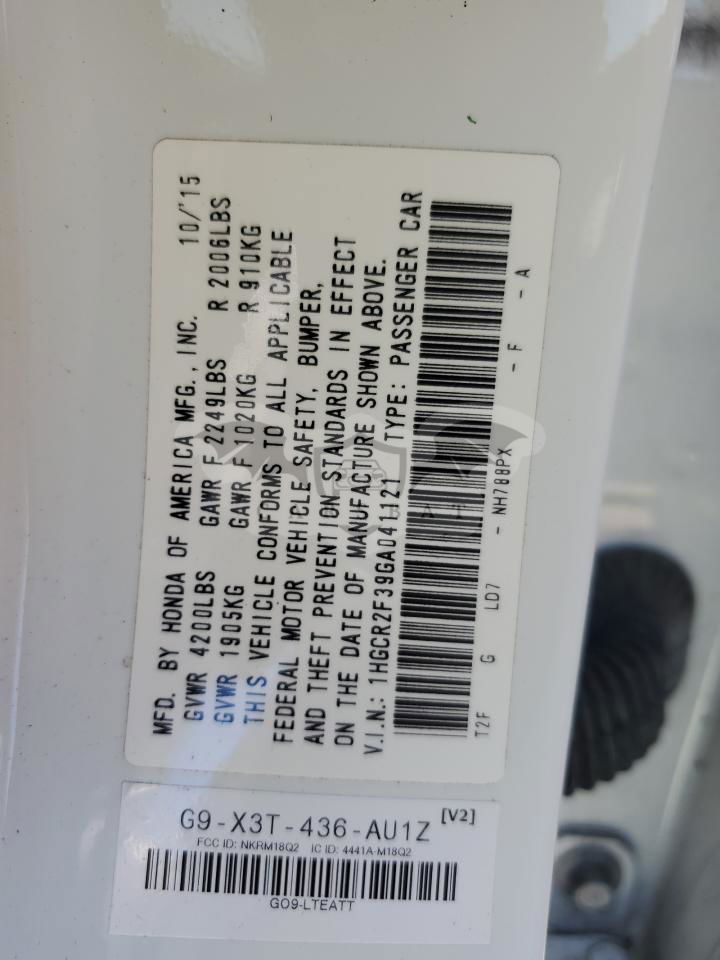 MFD. BY HONDA OF AMERICA MFG., INC. 10/'15
GVWR 4200LBS GAWR F 2249LBS R 2006LBS
GVWR 1905KG GAWR F 1020KG R 910KG
THIS VEHICLE CONFORMS TO ALL APPLICABLE
FEDERAL MOTOR VEHICLE SAFETY, BUMPER,
AND THEFT PREVENTION STANDARDS IN EFFECT
ON THE DATE OF MANUFACTURE SHOWN ABOVE.
V.I.N.: 1HGCR2F39GA041121 TYPE: PASSENGER CAR
T2F G LD7 - NH788PX - F - A
G9-X3T-436-AU1Z [V2]
FCC ID: NKRM18Q2 IC ID: 4441A-M18Q2
GO9-LTEATT